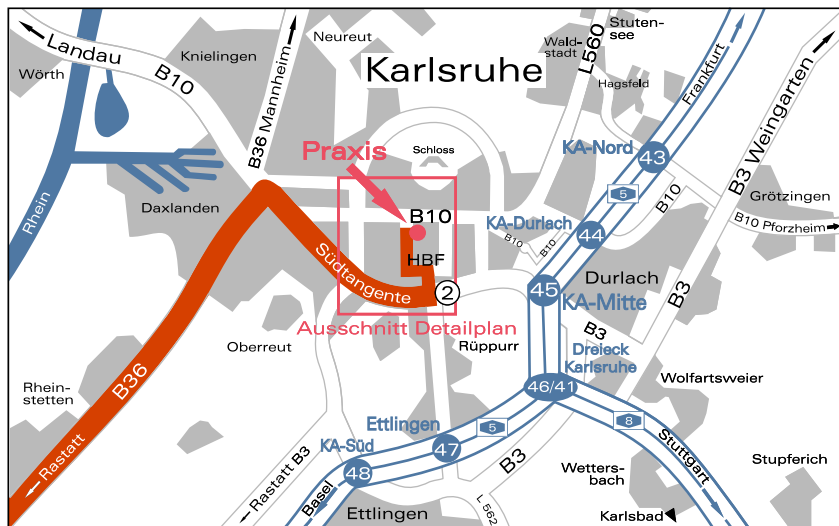 Landau
B10
Wörth
Knielingen
Neureut
B36 Mannheim
Karlsruhe
Wald-
stadt
L560
Stuten-
see
Hagsfeld
Frankfurt
B3 Weingarten
Praxis
Schloss
KA-Nord
43
5
B10
Grötzingen
B10 Pforzheim
Rhein
Daxlanden
B10
HBF
KA-Durlach
44
B10
B10
Durlach
Südtangente
2
45
KA-Mitte
B3
Ausschnitt Detailplan
Oberreut
Rüppurr
B3
Dreieck
Karlsruhe
46/41
Wolfartsweier
Rhein-
stetten
B36
Rastatt
Ettlingen
5
47
KA-Süd
48
B3
8
Stuttgart
Rastatt B3
Basel
Ettlingen
L 562
Wetters-
bach
Stupferich
Karlsbad